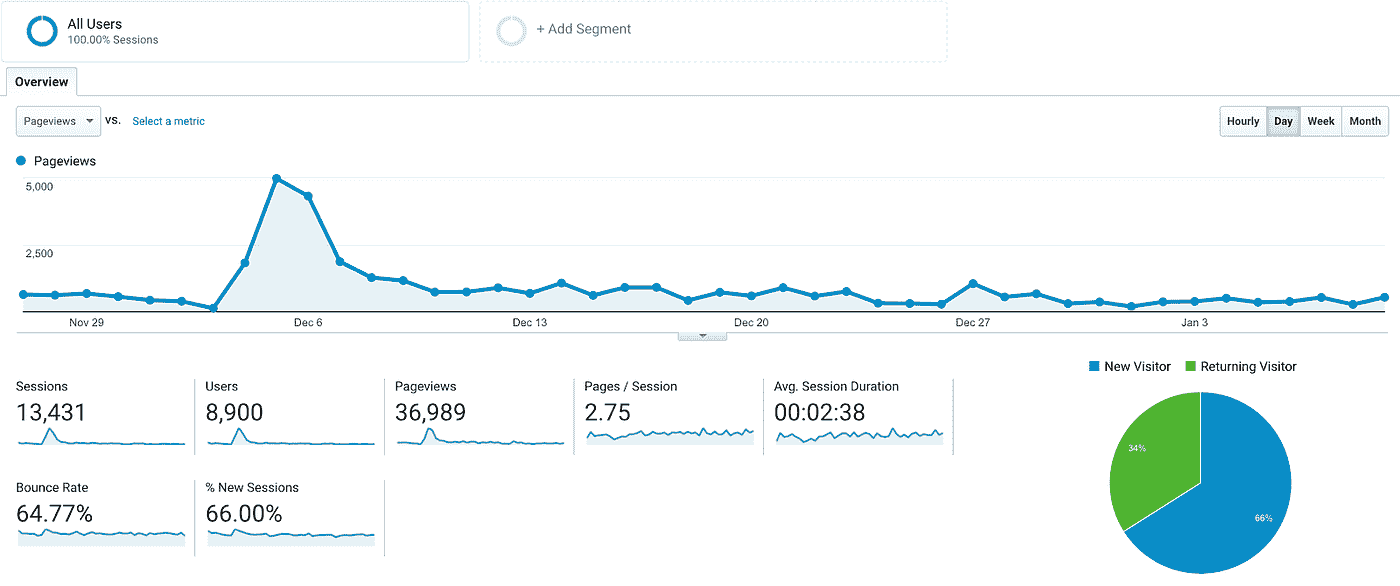 All Users
100.00% Sessions
+ Add Segment
Overview
Pageviews vs. Select a metric
Hourly Day Week Month
Pageviews
5,000
2,500
Nov 29 Dec 6 Dec 13 Dec 20 Dec 27 Jan 3
New Visitor Returning Visitor
Sessions Users Pageviews Pages / Session Avg. Session Duration
13,431 8,900 36,989 2.75 00:02:38
34%
Bounce Rate % New Sessions
64.77% 66.00%
66%